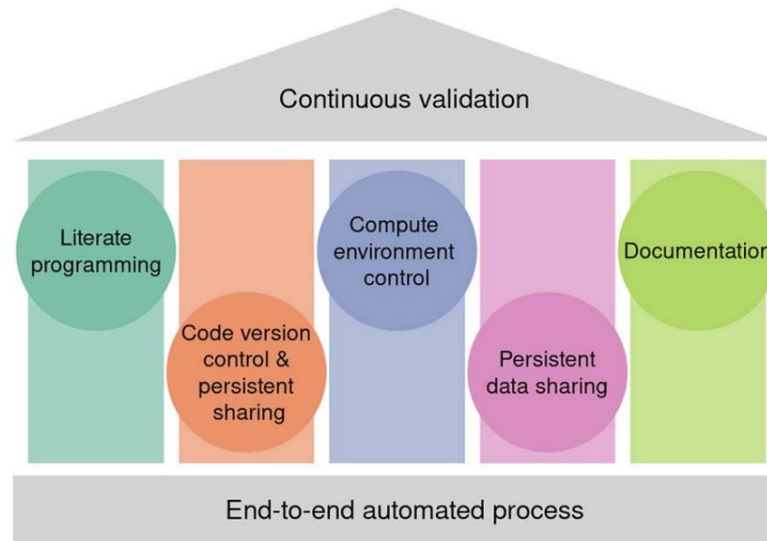 Continuous validation
Literate
programming
Code version
control &
persistent
sharing
Compute
environment
control
Persistent
data sharing
Documentation
End-to-end automated process